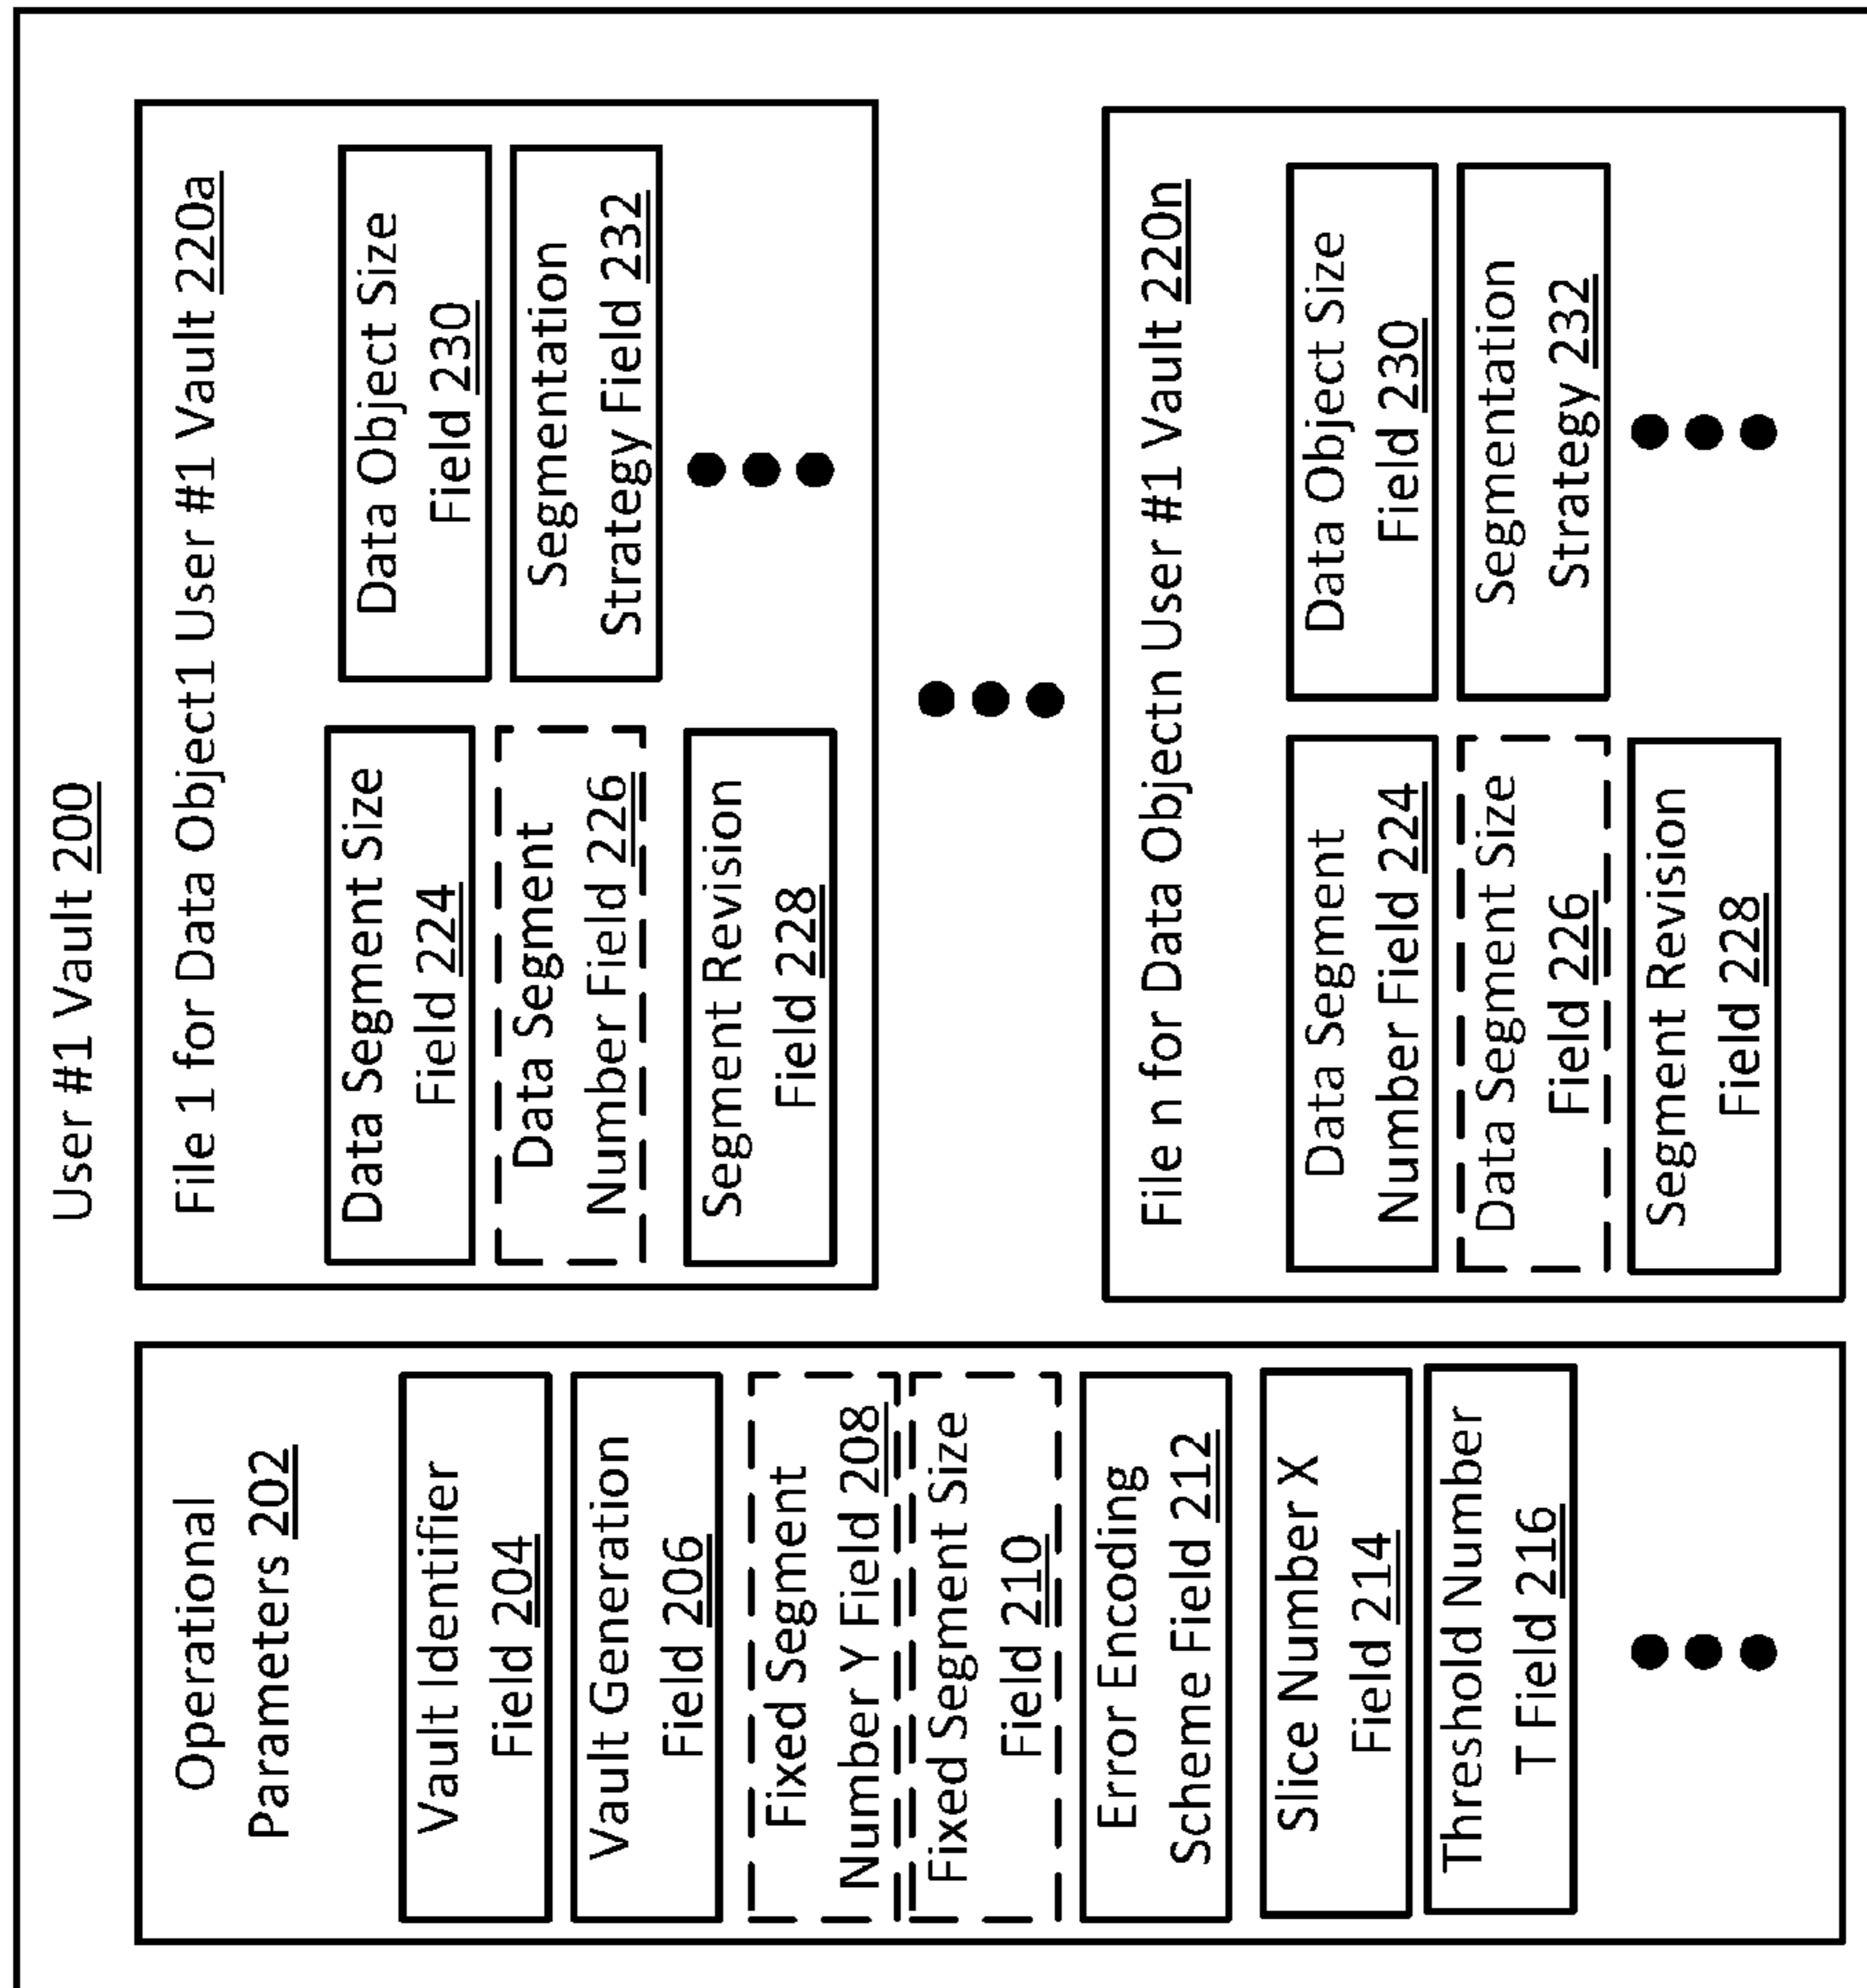 User #1 Vault 200
Operational
Parameters 202
Vault Identifier
Field 204
Vault Generation
Field 206
Fixed Segment
Number Y Field 208
Fixed Segment Size
Field 210
Error Encoding
Scheme Field 212
Slice Number X
Field 214
Threshold Number
T Field 216
File 1 for Data Object1 User #1 Vault 220a
Data Segment Size
Field 224
Data Segment
Number Field 226
Segment Revision
Field 228
Data Object Size
Field 230
Segmentation
Strategy Field 232
File n for Data Objectn User #1 Vault 220n
Data Segment
Number Field 224
Data Segment Size
Field 226
Segment Revision
Field 228
Data Object Size
Field 230
Segmentation
Strategy 232